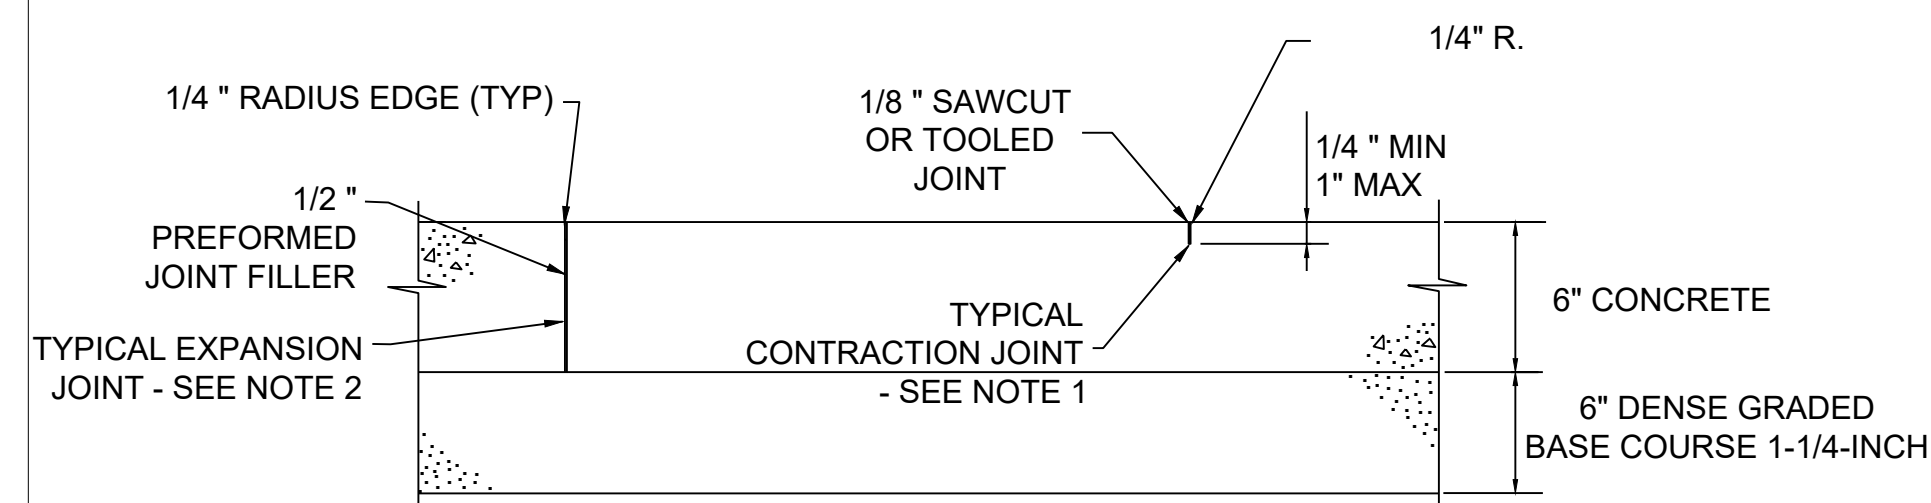 1/4" R.
1/4 " RADIUS EDGE (TYP)
1/8 " SAWCUT
OR TOOLED
JOINT
1/4 " MIN
1" MAX
1/2 "
PREFORMED
JOINT FILLER
TYPICAL EXPANSION
JOINT - SEE NOTE 2
TYPICAL
CONTRACTION JOINT
- SEE NOTE 1
6" CONCRETE
6" DENSE GRADED
BASE COURSE 1-1/4-INCH